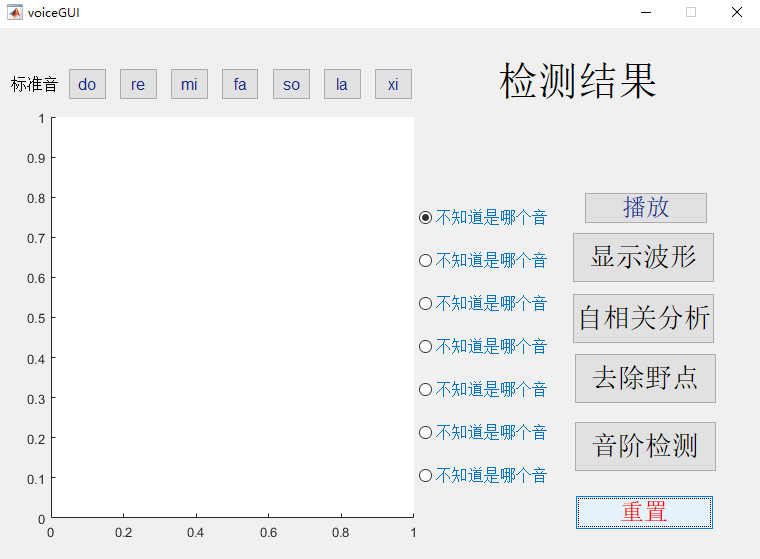 voiceGUI
标准音 do re mi fa so la xi
检测结果
1
0.9
0.8
0.7
0.6
0.5
0.4
0.3
0.2
0.1
0
0 0.2 0.4 0.6 0.8 1
不知道是哪个音
不知道是哪个音
不知道是哪个音
不知道是哪个音
不知道是哪个音
不知道是哪个音
不知道是哪个音
播放
显示波形
自相关分析
去除野点
音阶检测
重置